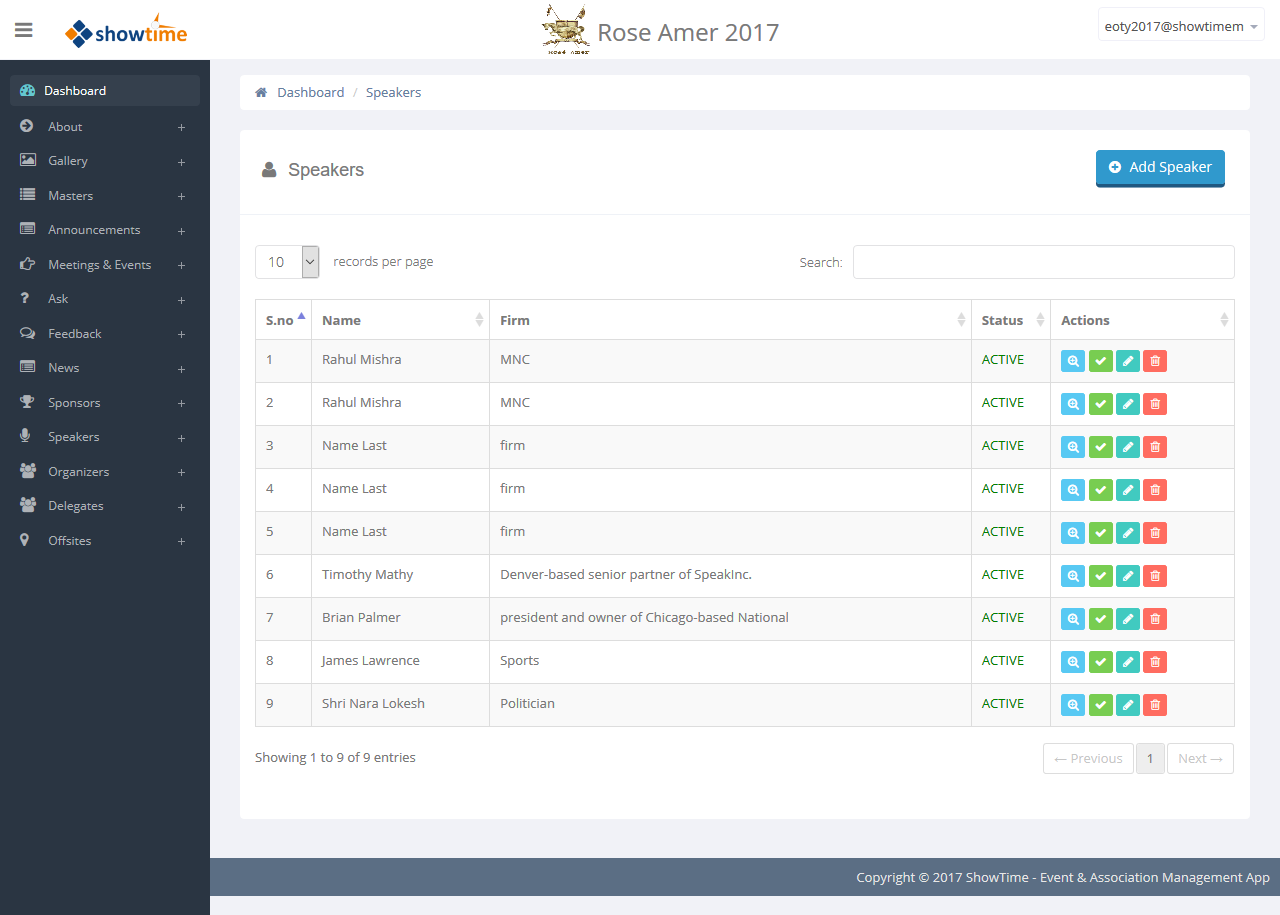 showtime
Rose Amer 2017
eoty2017@showtimem
Dashboard
About +
Gallery +
Masters +
Announcements +
Meetings & Events +
? Ask +
Feedback +
News +
Sponsors +
Speakers +
Organizers +
Delegates +
Offsites +
Dashboard / Speakers
Speakers
Add Speaker
10 records per page
Search:
S.no Name Firm Status Actions
1 Rahul Mishra MNC ACTIVE
2 Rahul Mishra MNC ACTIVE
3 Name Last firm ACTIVE
4 Name Last firm ACTIVE
5 Name Last firm ACTIVE
6 Timothy Mathy Denver-based senior partner of SpeakInc. ACTIVE
7 Brian Palmer president and owner of Chicago-based National ACTIVE
8 James Lawrence Sports ACTIVE
9 Shri Nara Lokesh Politician ACTIVE
Showing 1 to 9 of 9 entries
← Previous 1 Next →
Copyright © 2017 ShowTime - Event & Association Management App